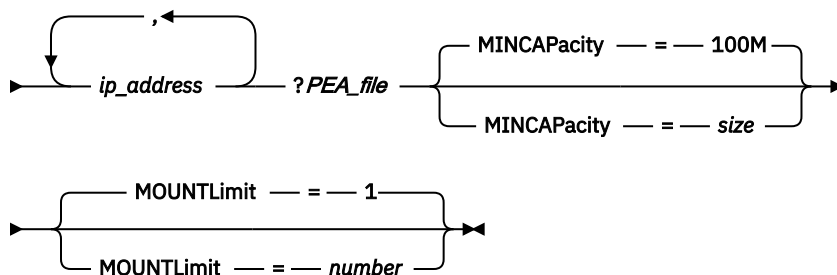 ,
ip_address ?PEA_file
MINCAPacity = 100M
MINCAPacity = size
MOUNTLimit = 1
MOUNTLimit = number